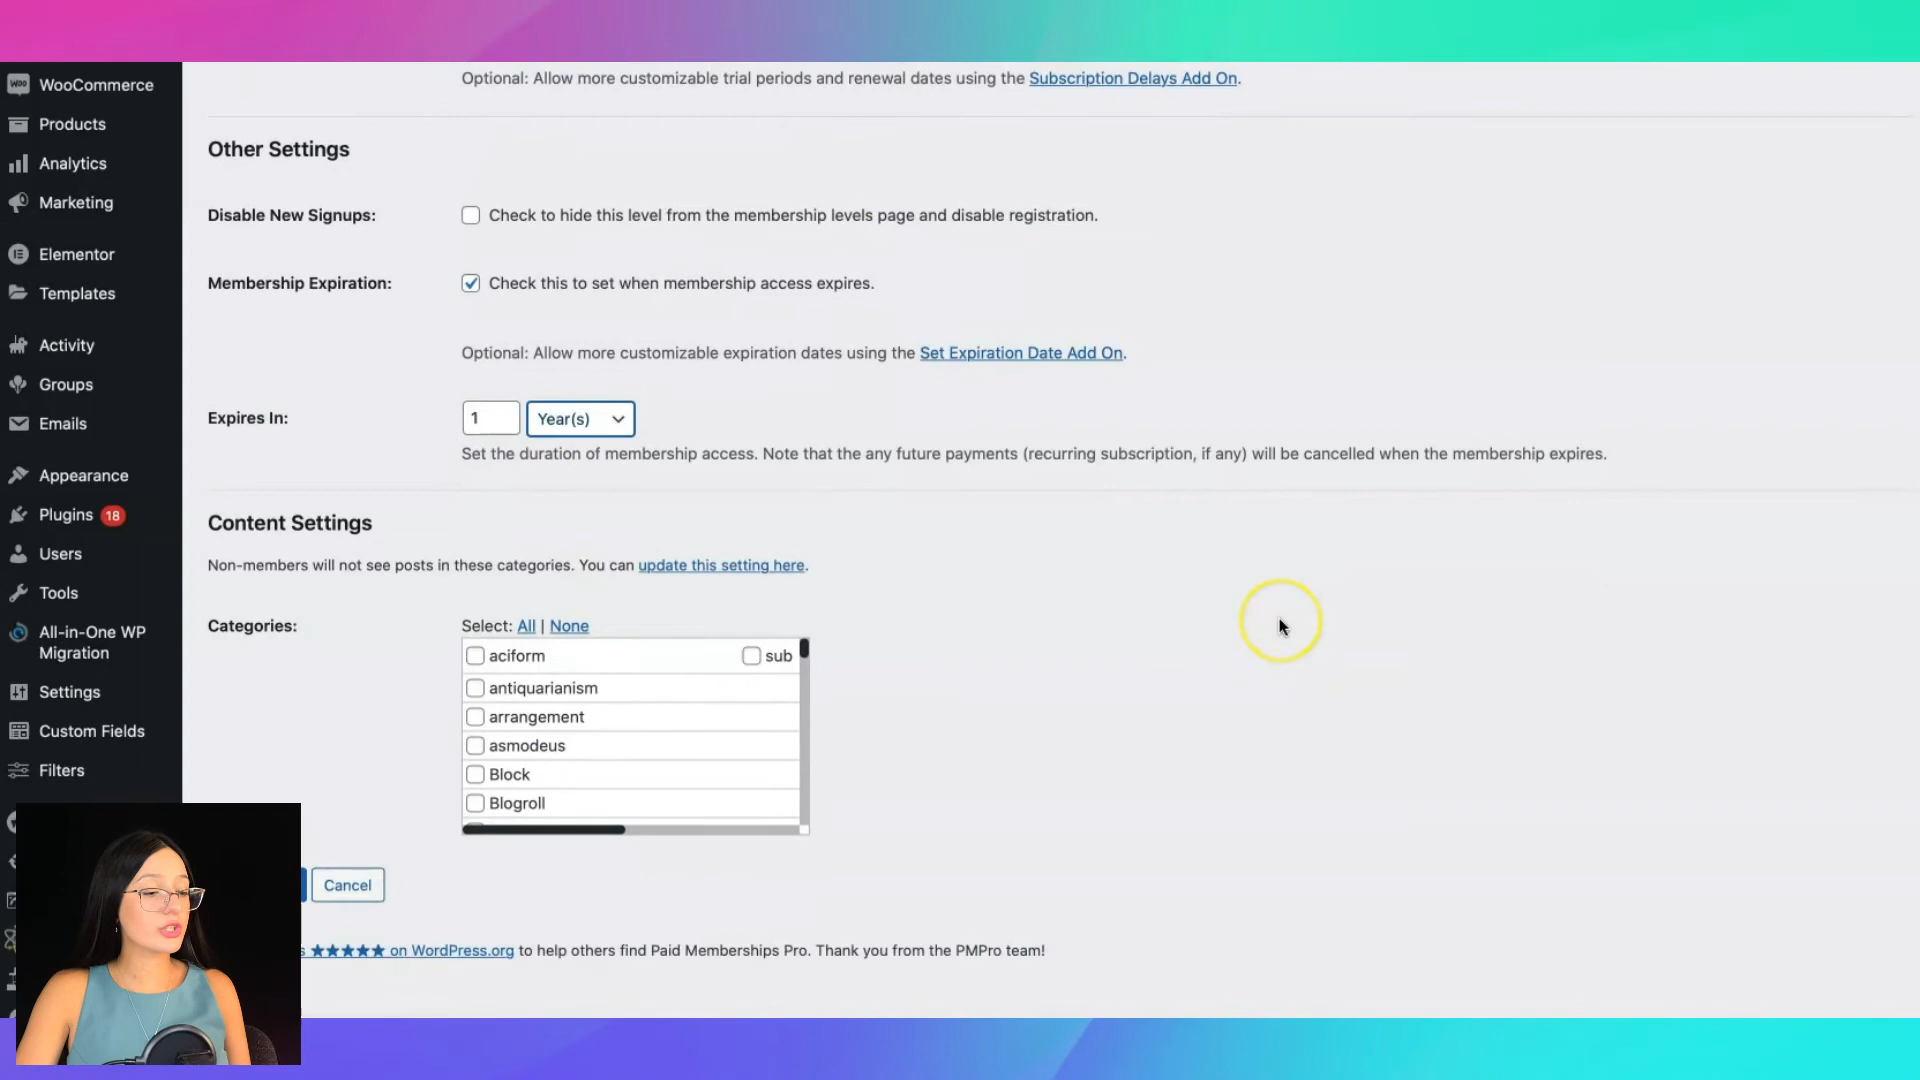 WooCommerce
Products
Analytics
Marketing
Elementor
Templates
Activity
Groups
Emails
Appearance
Plugins 18
Users
Tools
All-in-One WP
Migration
Settings
Custom Fields
Filters
Optional: Allow more customizable trial periods and renewal dates using the Subscription Delays Add On.
Other Settings
Disable New Signups: Check to hide this level from the membership levels page and disable registration.
Membership Expiration: Check this to set when membership access expires.
Optional: Allow more customizable expiration dates using the Set Expiration Date Add On.
Expires In: 1 Year(s)
Set the duration of membership access. Note that the any future payments (recurring subscription, if any) will be cancelled when the membership expires.
Content Settings
Non-members will not see posts in these categories. You can update this setting here.
Categories: Select: All | None
aciform sub
antiquarianism
arrangement
asmodeus
Block
Blogroll
Cancel
s ★★★★★ on WordPress.org to help others find Paid Memberships Pro. Thank you from the PMPro team!